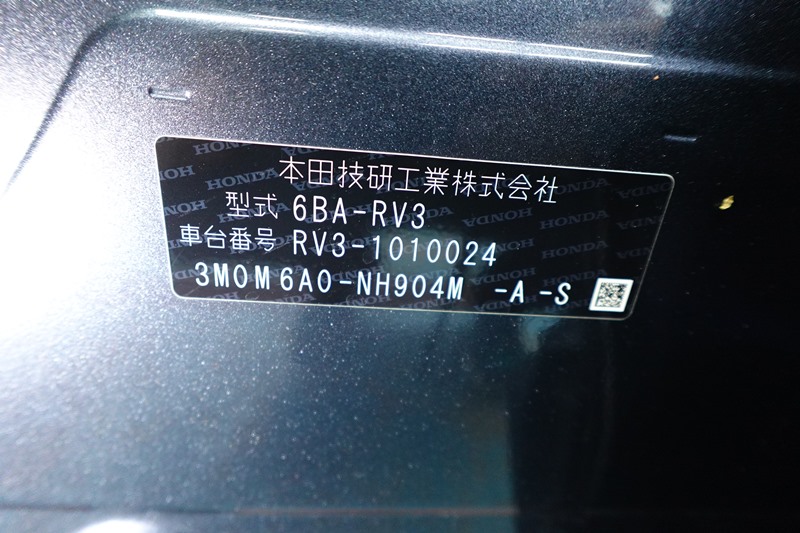 本田技研工業株式会社
型式 6BA-RV3
車台番号 RV3-1010024
3M0M6A0-NH904M -A-S